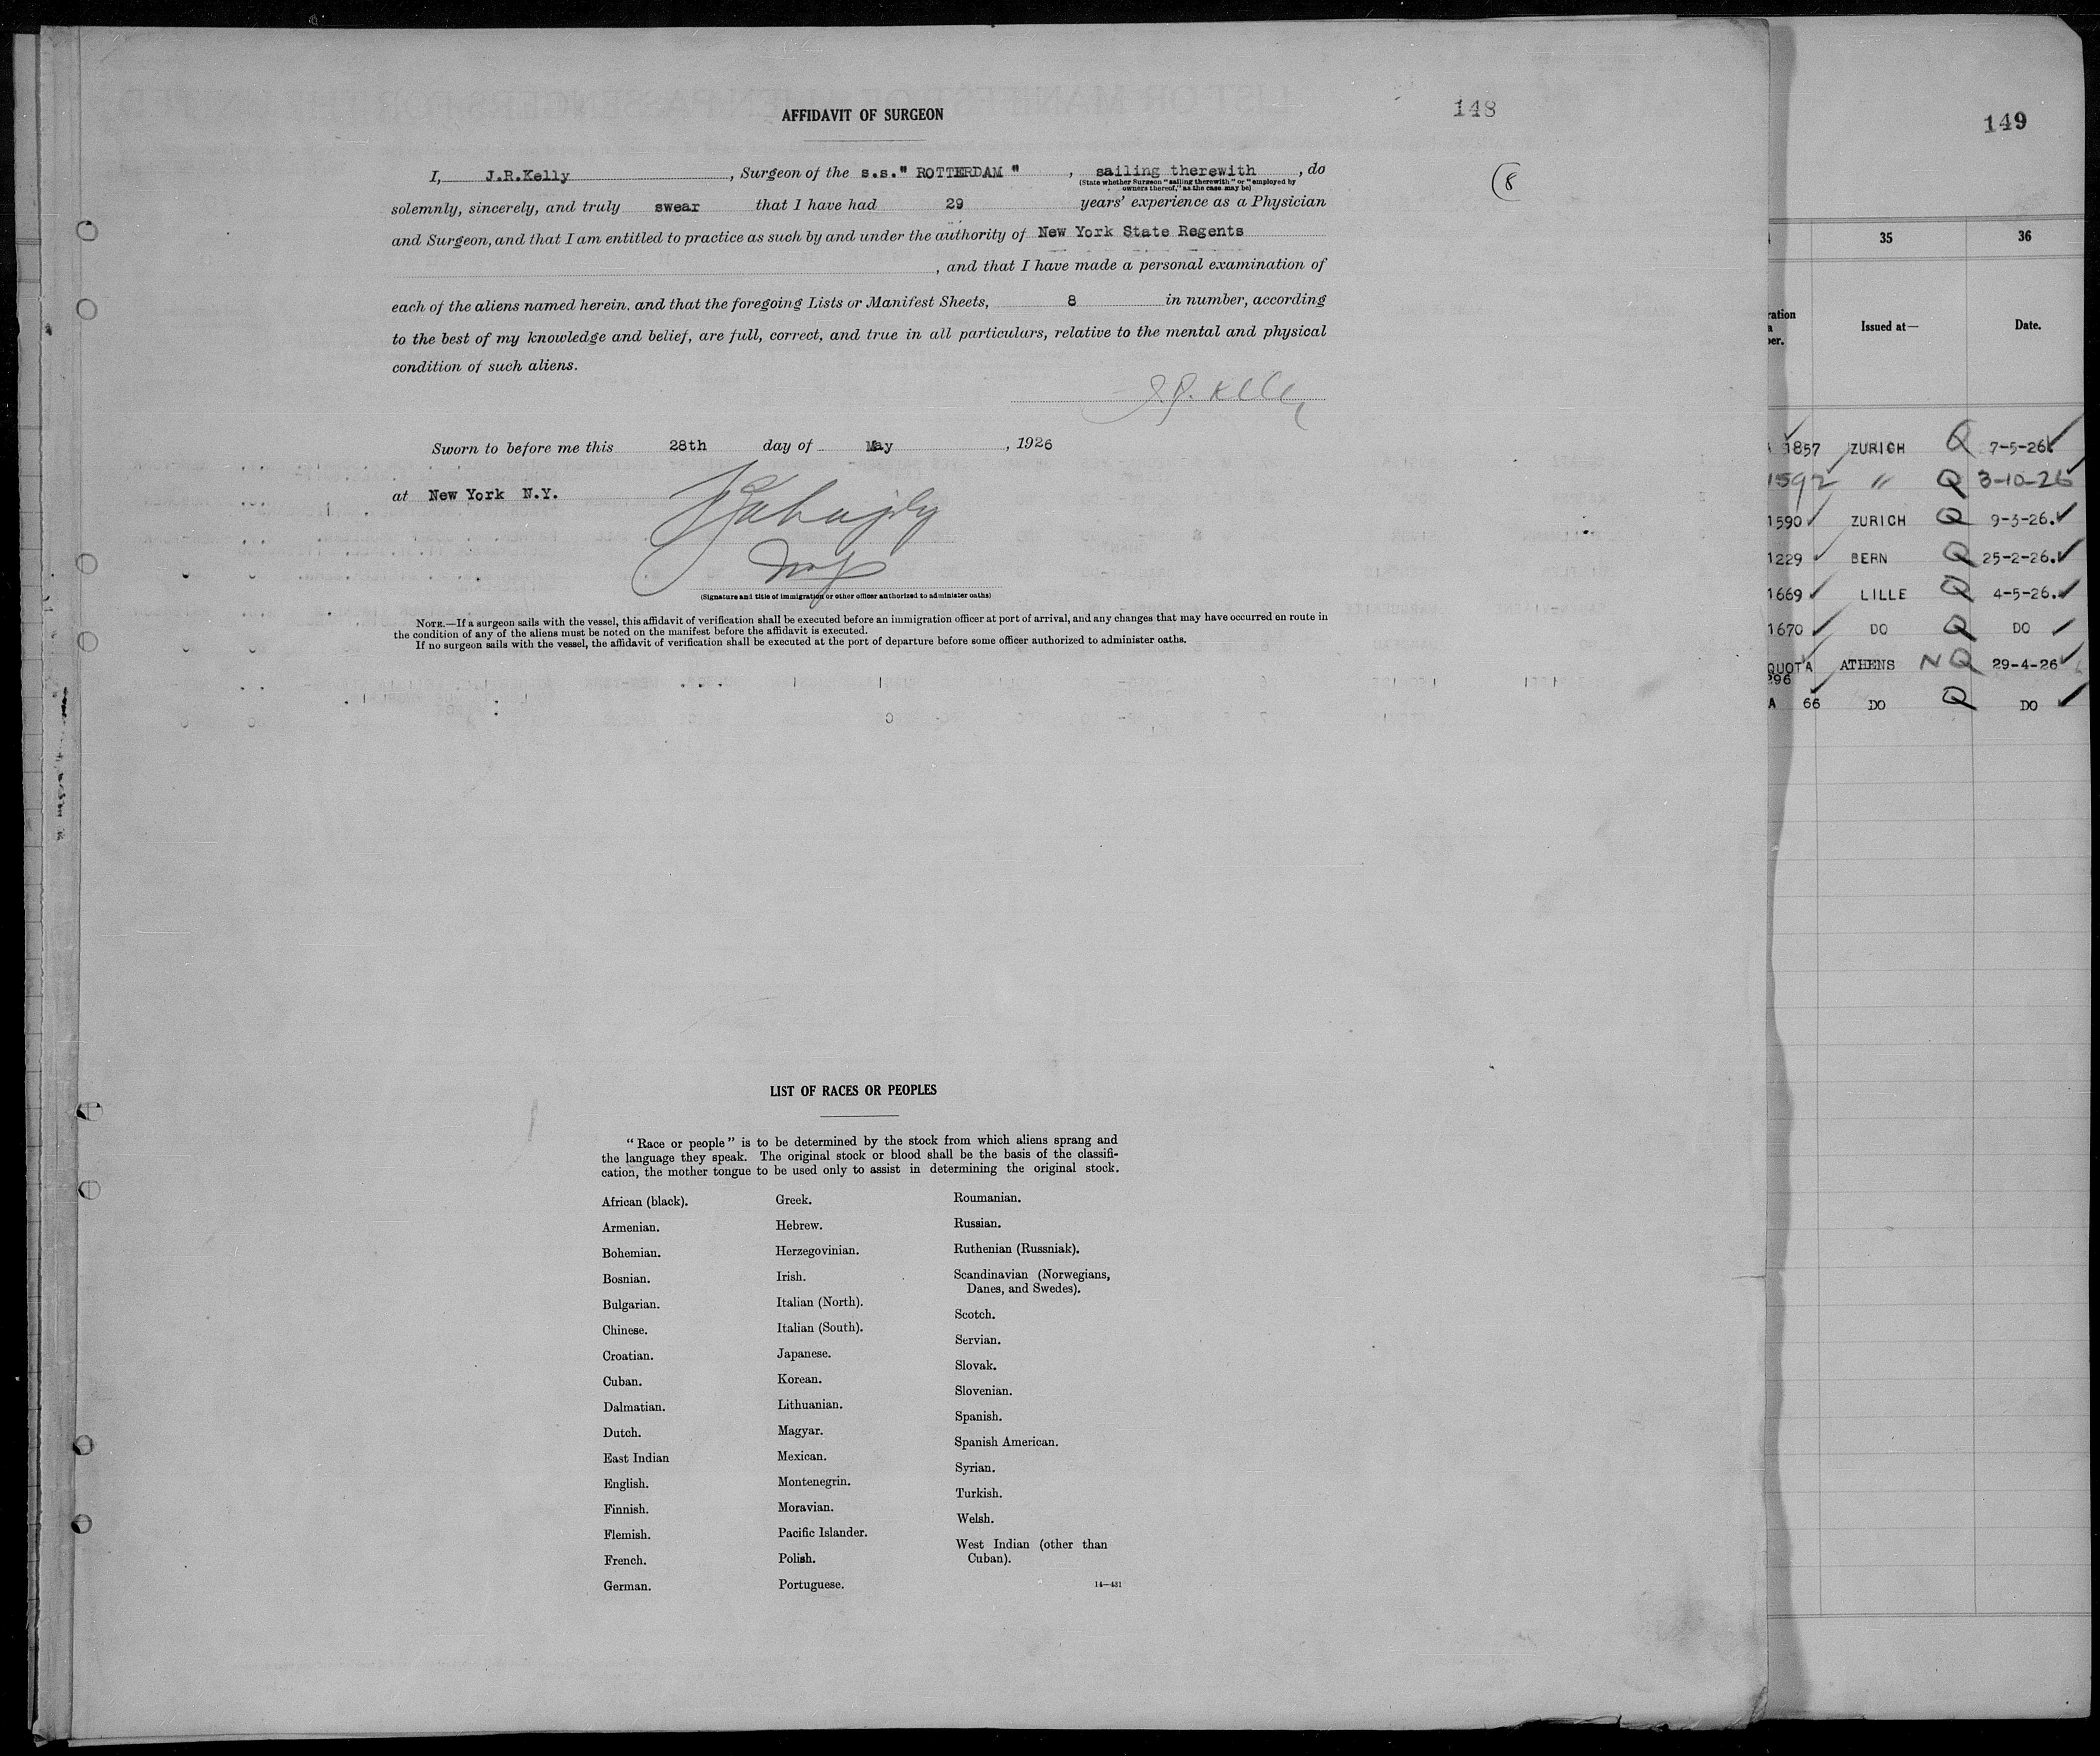 AFFIDAVIT OF SURGEON
148
(8
I, J.R.Kelly, Surgeon of the s.s." ROTTERDAM ", sailing therewith, do
(State whether Surgeon "sailing therewith" or "employed by
owners thereof," as the case may be)
solemnly, sincerely, and truly swear that I have had 29 years' experience as a Physician
and Surgeon, and that I am entitled to practice as such by and under the authority of New York State Regents
, and that I have made a personal examination of
each of the aliens named herein. and that the foregoing Lists or Manifest Sheets, 8 in number, according
to the best of my knowledge and belief, are full, correct, and true in all particulars, relative to the mental and physical
condition of such aliens.
J.R. Kelly
Sworn to before me this 28th day of May, 1926
at New York N.Y.
(Signature and title of immigration or other officer authorized to administer oaths)
NOTE.—If a surgeon sails with the vessel, this affidavit of verification shall be executed before an immigration officer at port of arrival, and any changes that may have occurred en route in
the condition of any of the aliens must be noted on the manifest before the affidavit is executed.
If no surgeon sails with the vessel, the affidavit of verification shall be executed at the port of departure before some officer authorized to administer oaths.
LIST OF RACES OR PEOPLES
"Race or people" is to be determined by the stock from which aliens sprang and
the language they speak. The original stock or blood shall be the basis of the classifi-
cation, the mother tongue to be used only to assist in determining the original stock.
African (black).
Armenian.
Bohemian.
Bosnian.
Bulgarian.
Chinese.
Croatian.
Cuban.
Dalmatian.
Dutch.
East Indian
English.
Finnish.
Flemish.
French.
German.
Greek.
Hebrew.
Herzegovinian.
Irish.
Italian (North).
Italian (South).
Japanese.
Korean.
Lithuanian.
Magyar.
Mexican.
Montenegrin.
Moravian.
Pacific Islander.
Polish.
Portuguese.
Roumanian.
Russian.
Ruthenian (Russniak).
Scandinavian (Norwegians,
Danes, and Swedes).
Scotch.
Servian.
Slovak.
Slovenian.
Spanish.
Spanish American.
Syrian.
Turkish.
Welsh.
West Indian (other than
Cuban).
14—431
149
35 36
Issued at— Date.
1857 ZURICH Q 7-5-26.
1592 " Q 3-10-26
1590 ZURICH Q 9-3-26.
1229 BERN Q 25-2-26.
1669 LILLE Q 4-5-26.
1670 DO Q DO
QUOTA ATHENS NQ 29-4-26
296
A 66 DO Q DO